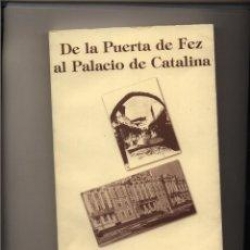 De la Puerta de Fez
al Palacio de Catalina